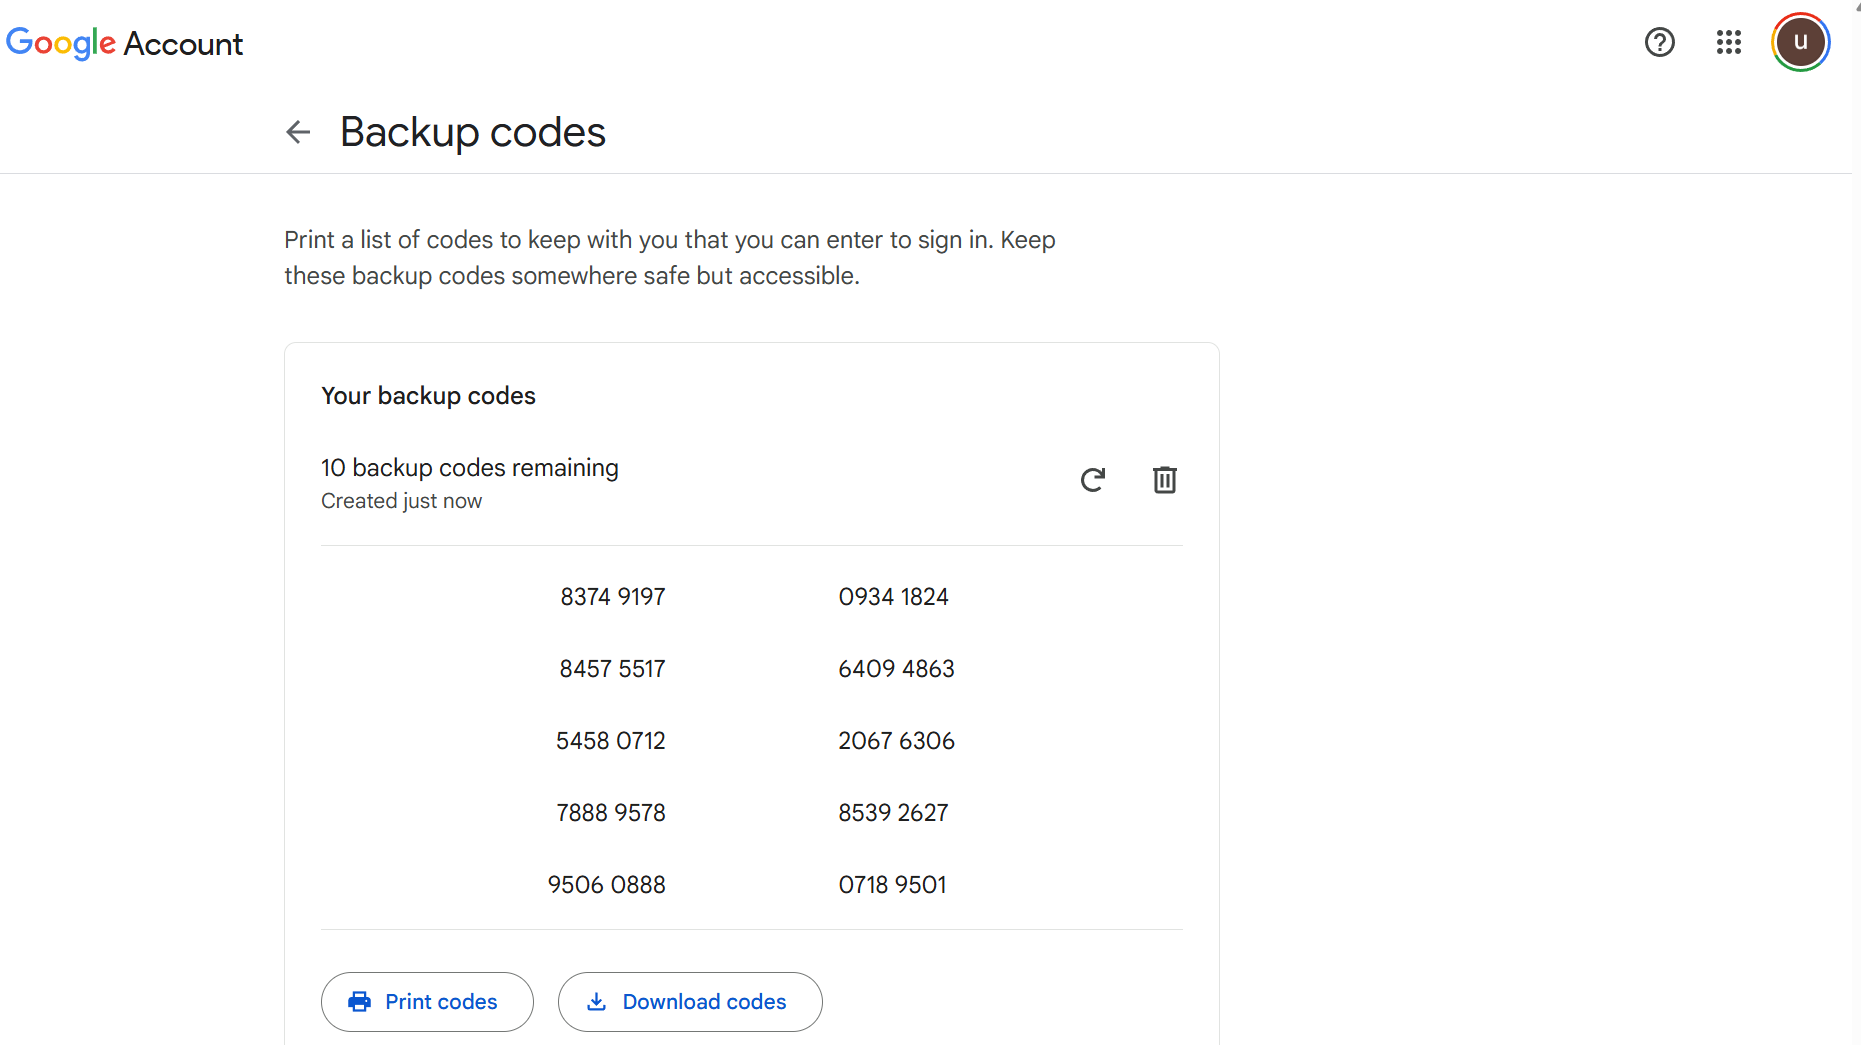 Google Account
u
Backup codes
Print a list of codes to keep with you that you can enter to sign in. Keep
these backup codes somewhere safe but accessible.
Your backup codes
10 backup codes remaining
Created just now
8374 9197 0934 1824
8457 5517 6409 4863
5458 0712 2067 6306
7888 9578 8539 2627
9506 0888 0718 9501
Print codes Download codes